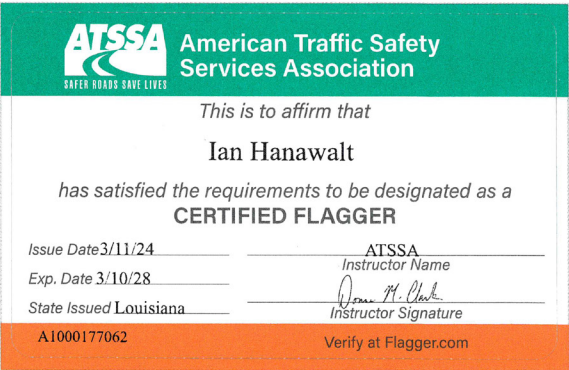 ATSSA
SAFER ROADS SAVE LIVES
American Traffic Safety
Services Association
This is to affirm that
Ian Hanawalt
has satisfied the requirements to be designated as a
CERTIFIED FLAGGER
Issue Date 3/11/24
Exp. Date 3/10/28
State Issued Louisiana
ATSSA
Instructor Name
Donna M. Clark
Instructor Signature
A1000177062
Verify at Flagger.com